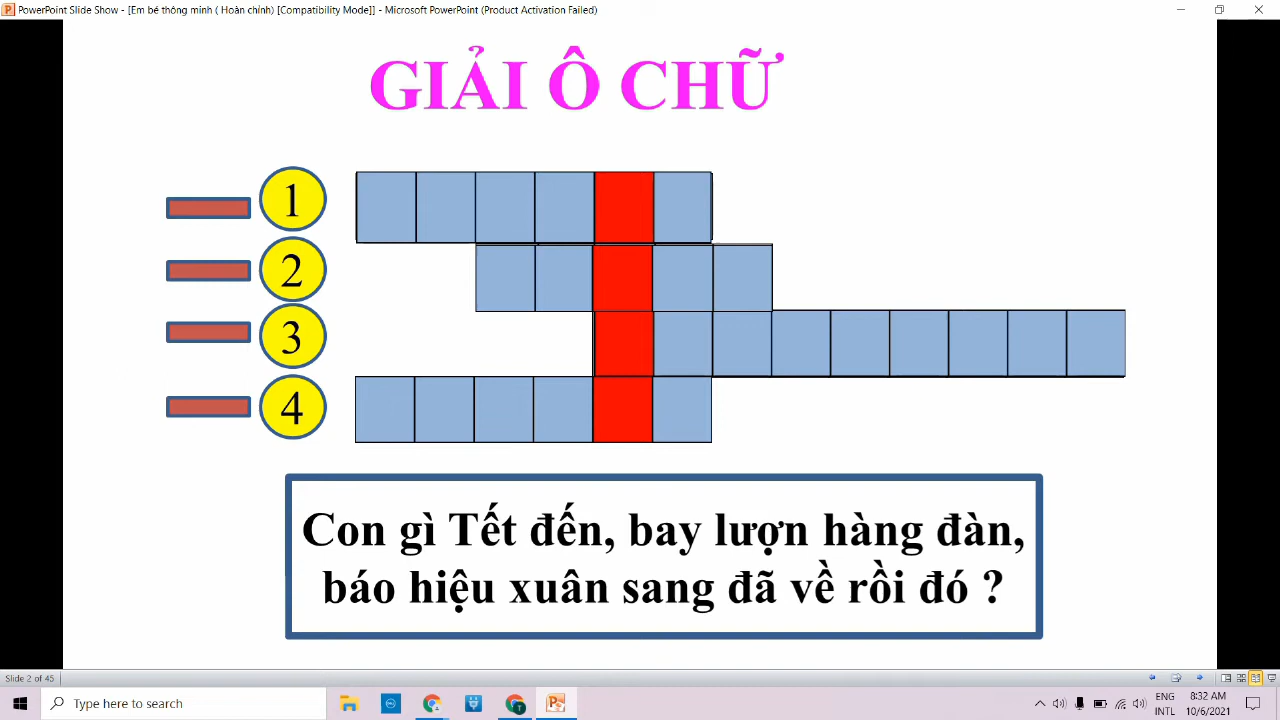 PowerPoint Slide Show - [Em bé thông minh ( Hoàn chỉnh) [Compatibility Mode]] - Microsoft PowerPoint (Product Activation Failed)
GIẢI Ô CHỮ
1
2
3
4
Con gì Tết đến, bay lượn hàng đàn,
báo hiệu xuân sang đã về rồi đó ?
Slide 2 of 45
Type here to search
ENG
INTL
8:32 AM
10/6/2021